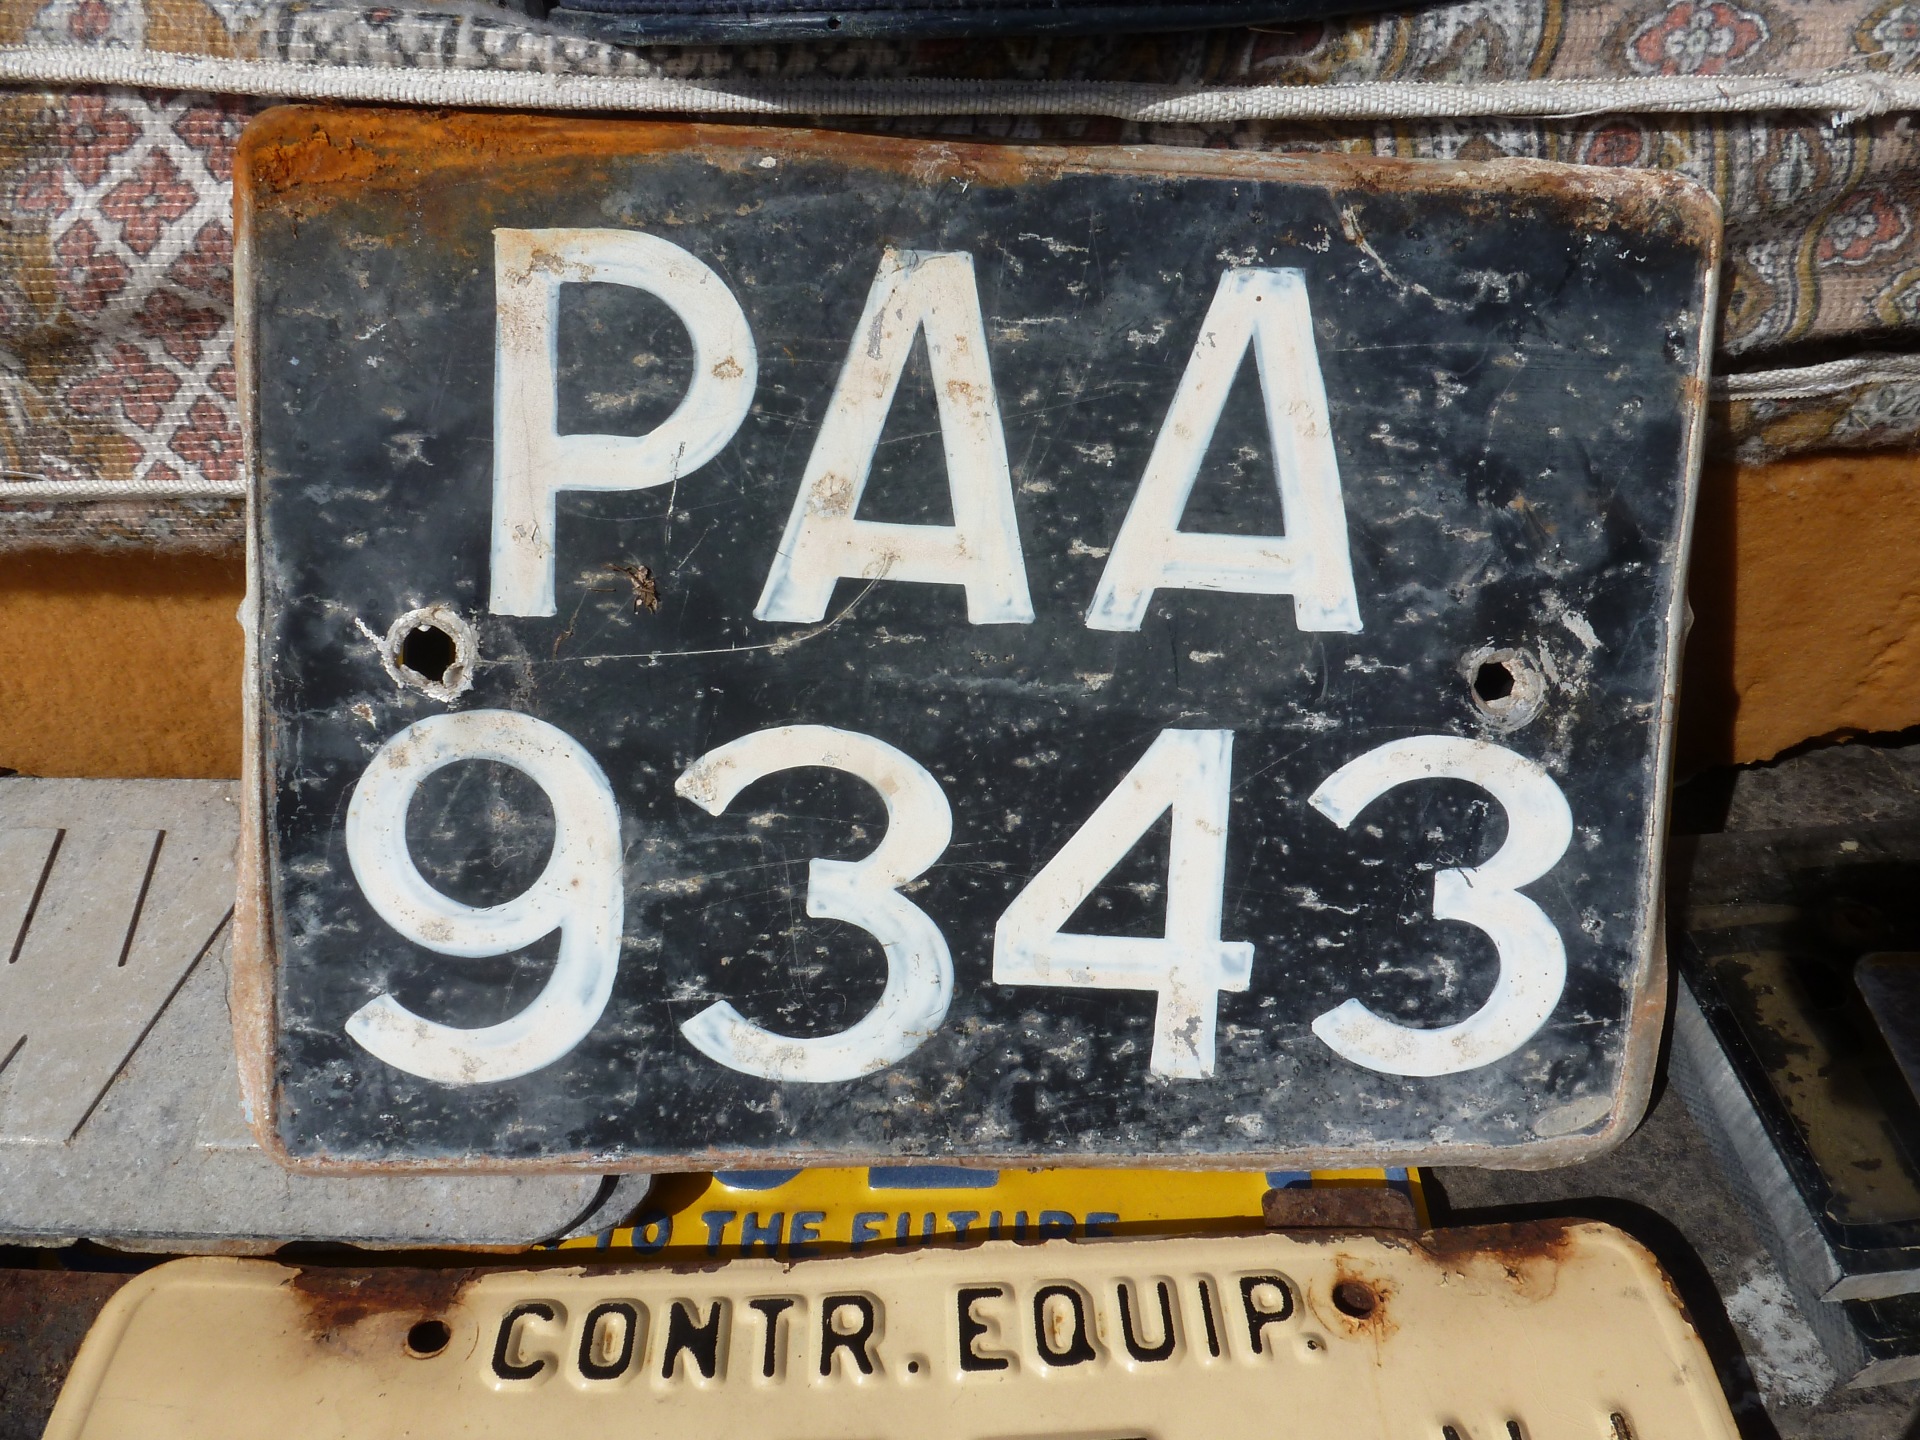 PAA
9343
TO THE FUTURE
CONTR. EQUIP.